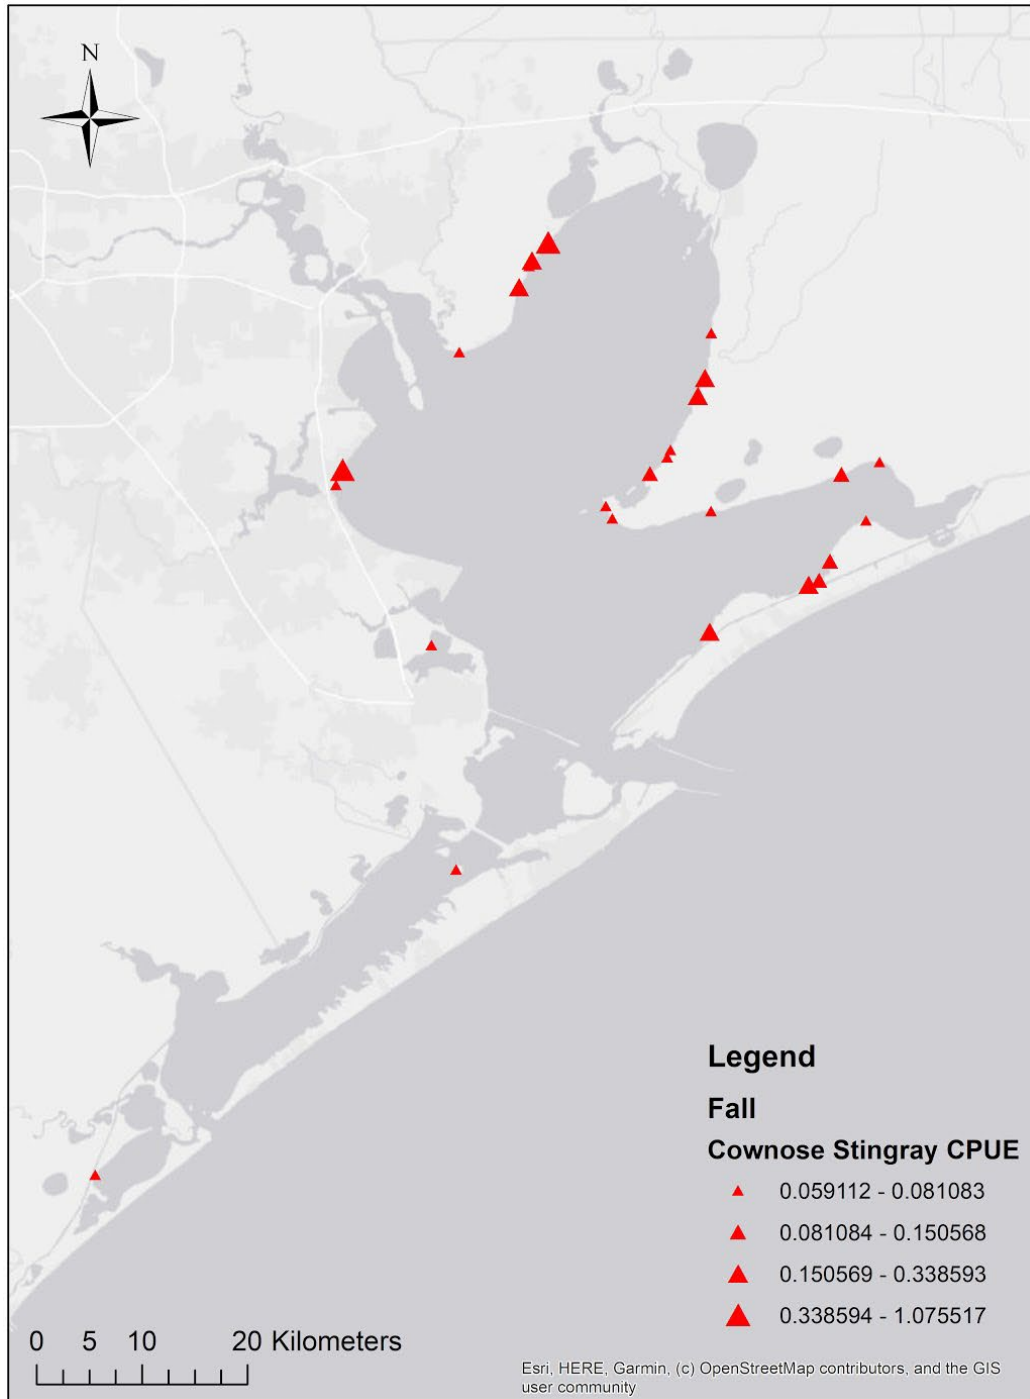 N
Legend
Fall
Cownose Stingray CPUE
0.059112 - 0.081083
0.081084 - 0.150568
0.150569 - 0.338593
0.338594 - 1.075517
0 5 10 20 Kilometers
Esri, HERE, Garmin, (c) OpenStreetMap contributors, and the GIS
user community